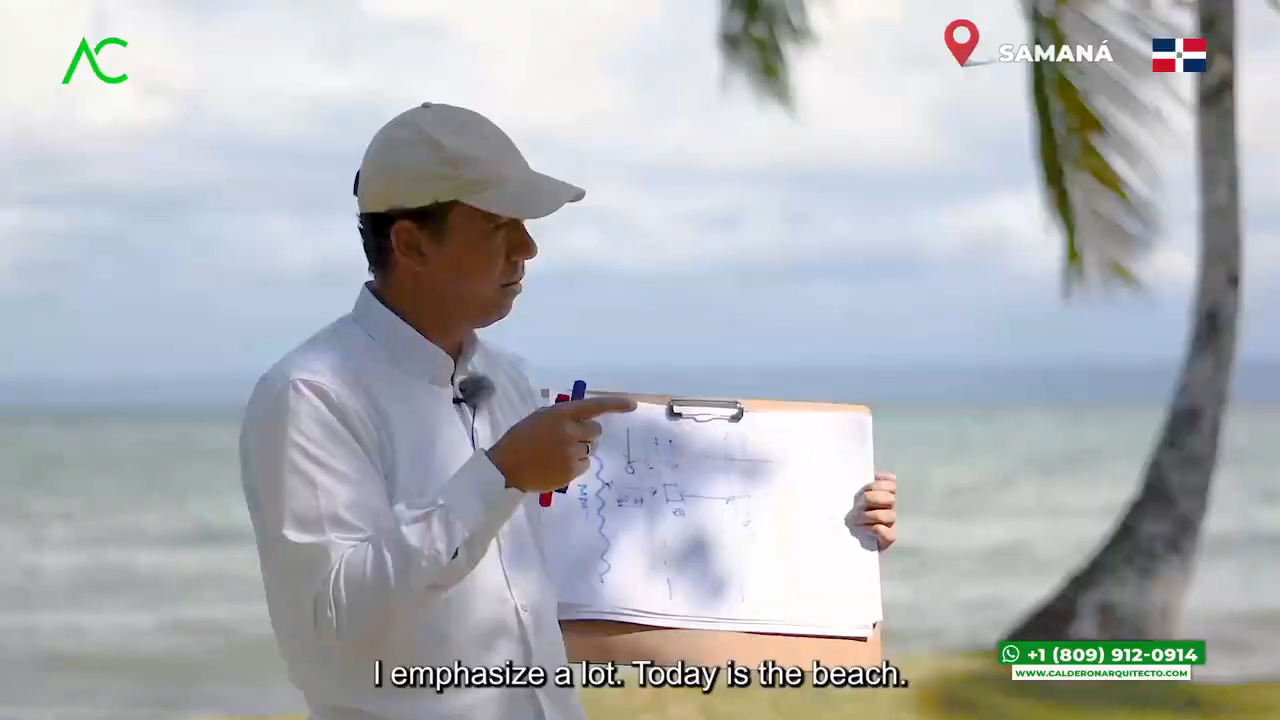 AC
SAMANÁ
I emphasize a lot. Today is the beach.
+1 (809) 912-0914
WWW.CALDERONARQUITECTO.COM